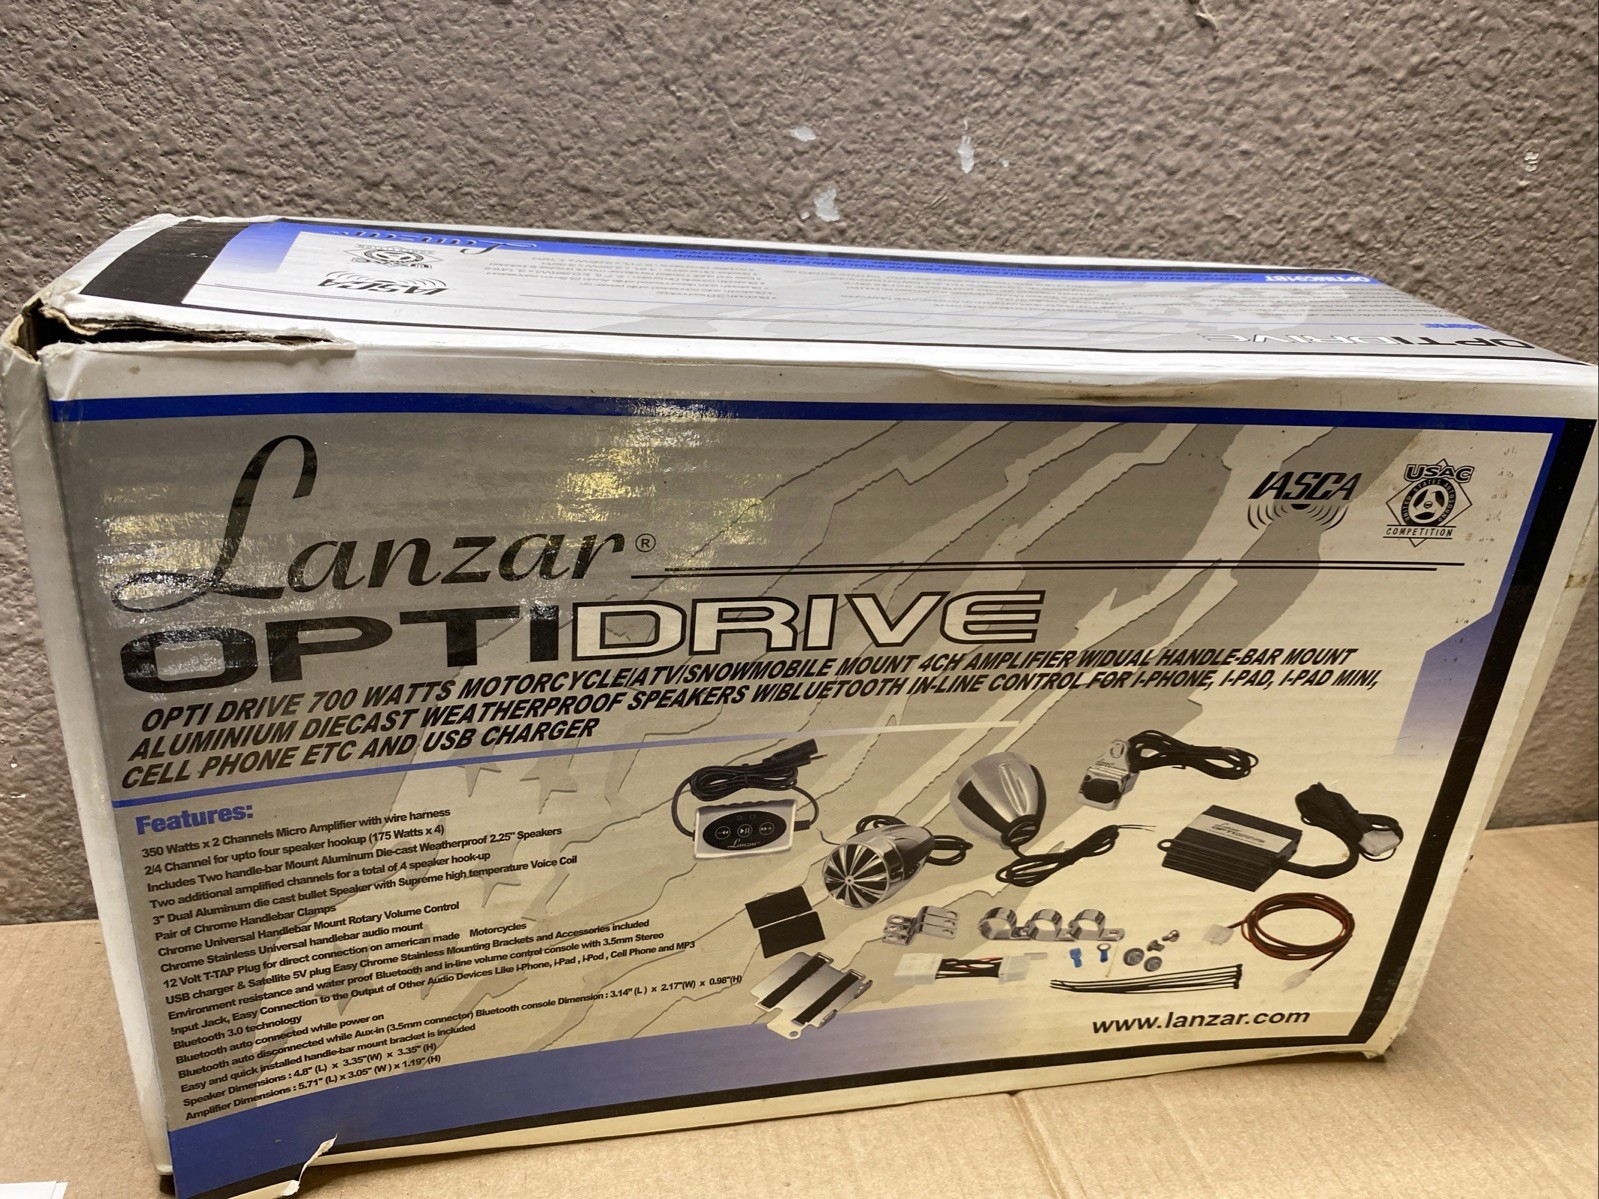 OPTIMC91BT
OPTIDRIVE
IASCA
Lanzar®
IASCA
USAC
COMPETITION
OPTIDRIVE
OPTI DRIVE 700 WATTS MOTORCYCLE/ATV/SNOWMOBILE MOUNT 4CH AMPLIFIER W/DUAL HANDLE-BAR MOUNT
ALUMINIUM DIECAST WEATHERPROOF SPEAKERS W/BLUETOOTH IN-LINE CONTROL FOR I-PHONE, I-PAD, I-PAD MINI,
CELL PHONE ETC AND USB CHARGER
Features:
350 Watts x 2 Channels Micro Amplifier with wire harness
2/4 Channel for upto four speaker hookup (175 Watts x 4)
Includes Two handle-bar Mount Aluminum Die-cast Weatherproof 2.25" Speakers
Two additional amplified channels for a total of 4 speaker hook-up
3" Dual Aluminum die cast bullet Speaker with Supreme high temperature Voice Coil
Pair of Chrome Handlebar Clamps
Chrome Universal Handlebar Mount Rotary Volume Control
Chrome Stainless Universal handlebar audio mount
12 Volt T-TAP Plug for direct connection on american made Motorcycles
USB charger & Satellite 5V plug Easy Chrome Stainless Mounting Brackets and Accessories included
Environment resistance and water proof Bluetooth and in-line volume control console with 3.5mm Stereo
Input Jack, Easy Connection to the Output of Other Audio Devices Like i-Phone, i-Pad , i-Pod , Cell Phone and MP3
Bluetooth 3.0 technology
Bluetooth auto connected while power on
Bluetooth auto disconnected while Aux-in (3.5mm connector) Bluetooth console Dimension : 3.14" (L ) x 2.17"(W) x 0.98"(H)
Easy and quick installed handle-bar mount bracket is included
Speaker Dimensions : 4.8" (L) x 3.35"(W) x 3.35" (H)
Amplifier Dimensions : 5.71" (L) x 3.05" (W ) x 1.19" (H)
Lanzar
www.lanzar.com